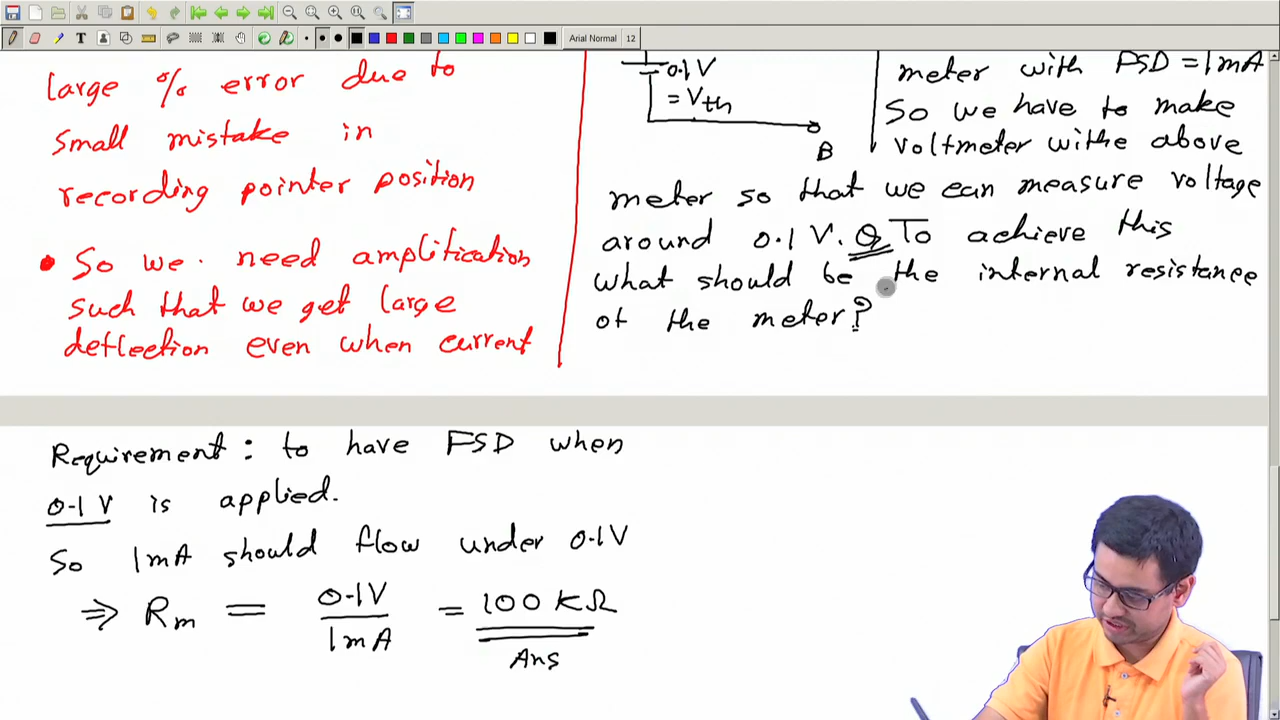 Arial Normal 12
large % error due to
small mistake in
recording pointer position
• So we need amplification
such that we get large
deflection even when current
0.1 V
= Vth
B
meter with FSD = 1mA
So we have to make
voltmeter withe above
meter so that we can measure voltage
around 0.1 V. Q To achieve this
what should be the internal resistance
of the meter?
Requirement: to have FSD when
0.1 V is applied.
So 1mA should flow under 0.1V
⇒ Rm = 0.1V / 1mA = 100 KΩ
Ans